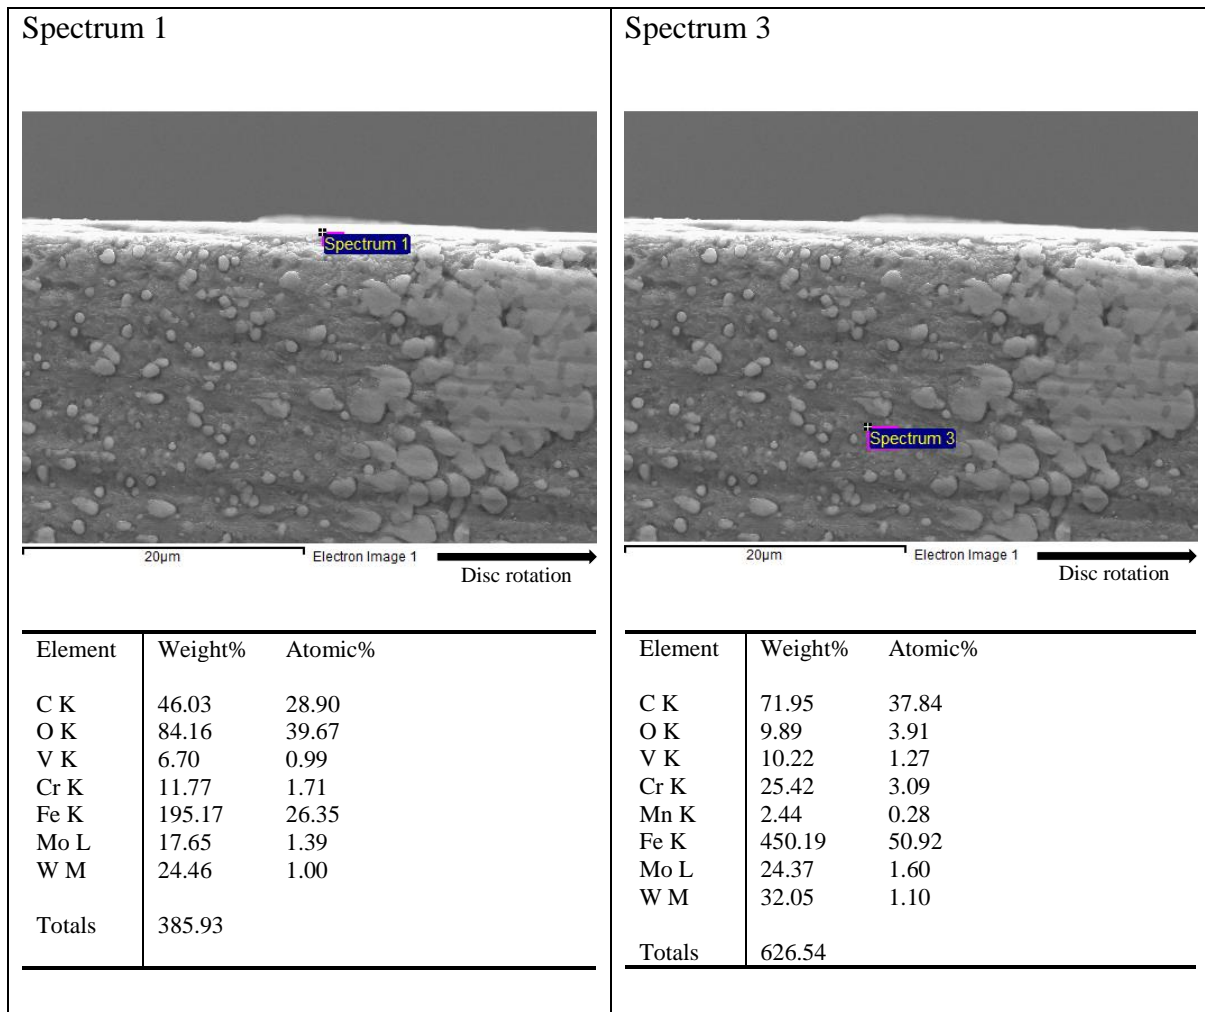 Spectrum 1
Spectrum 1
20µm
Electron Image 1
Disc rotation
Element Weight% Atomic%
C K 46.03 28.90
O K 84.16 39.67
V K 6.70 0.99
Cr K 11.77 1.71
Fe K 195.17 26.35
Mo L 17.65 1.39
W M 24.46 1.00
Totals 385.93
Spectrum 3
Spectrum 3
20µm
Electron Image 1
Disc rotation
Element Weight% Atomic%
C K 71.95 37.84
O K 9.89 3.91
V K 10.22 1.27
Cr K 25.42 3.09
Mn K 2.44 0.28
Fe K 450.19 50.92
Mo L 24.37 1.60
W M 32.05 1.10
Totals 626.54